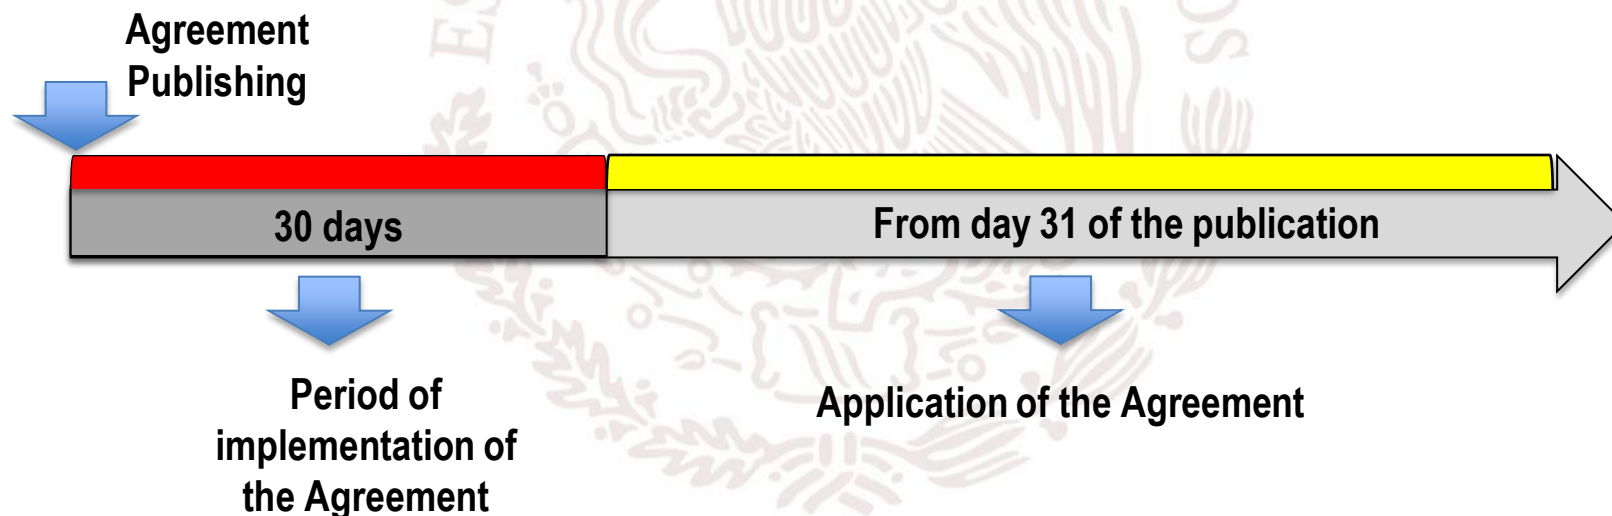 Agreement
Publishing
30 days
From day 31 of the publication
Period of
implementation of
the Agreement
Application of the Agreement